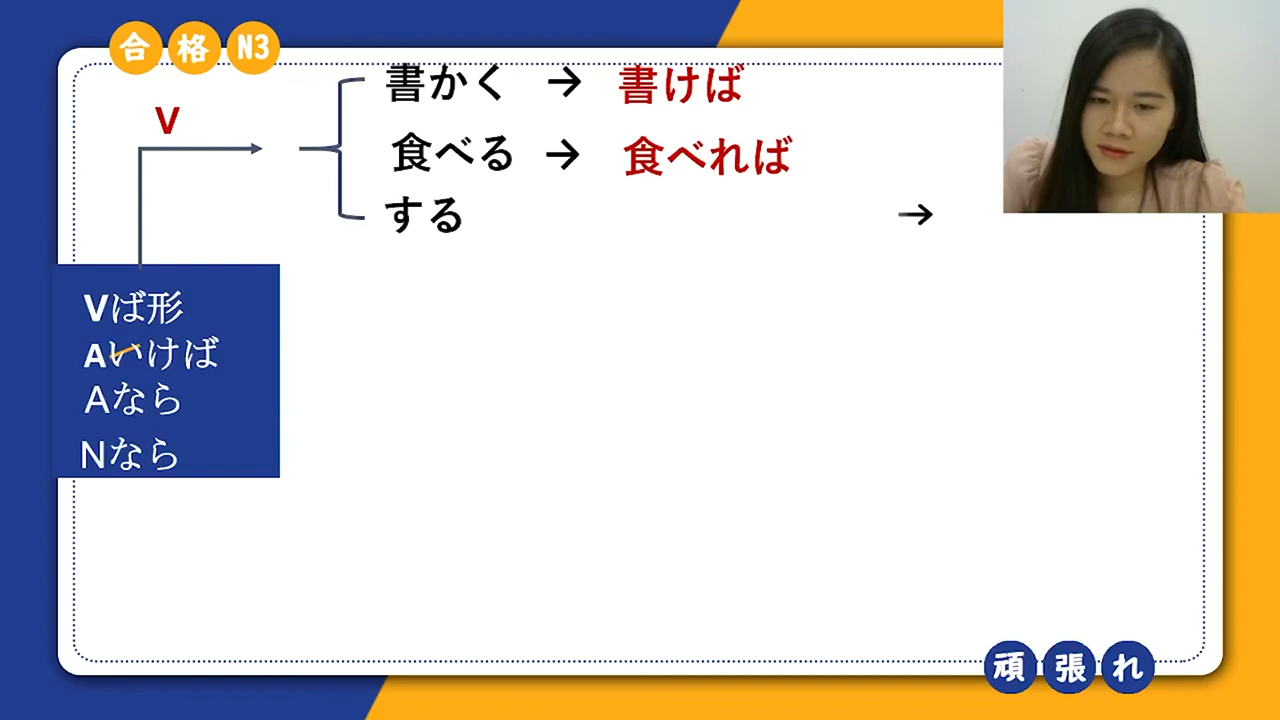 合格N3
V
書かく → 書けば
食べる → 食べれば
する →
Vば形
Aいけば
Aなら
Nなら
頑張れ